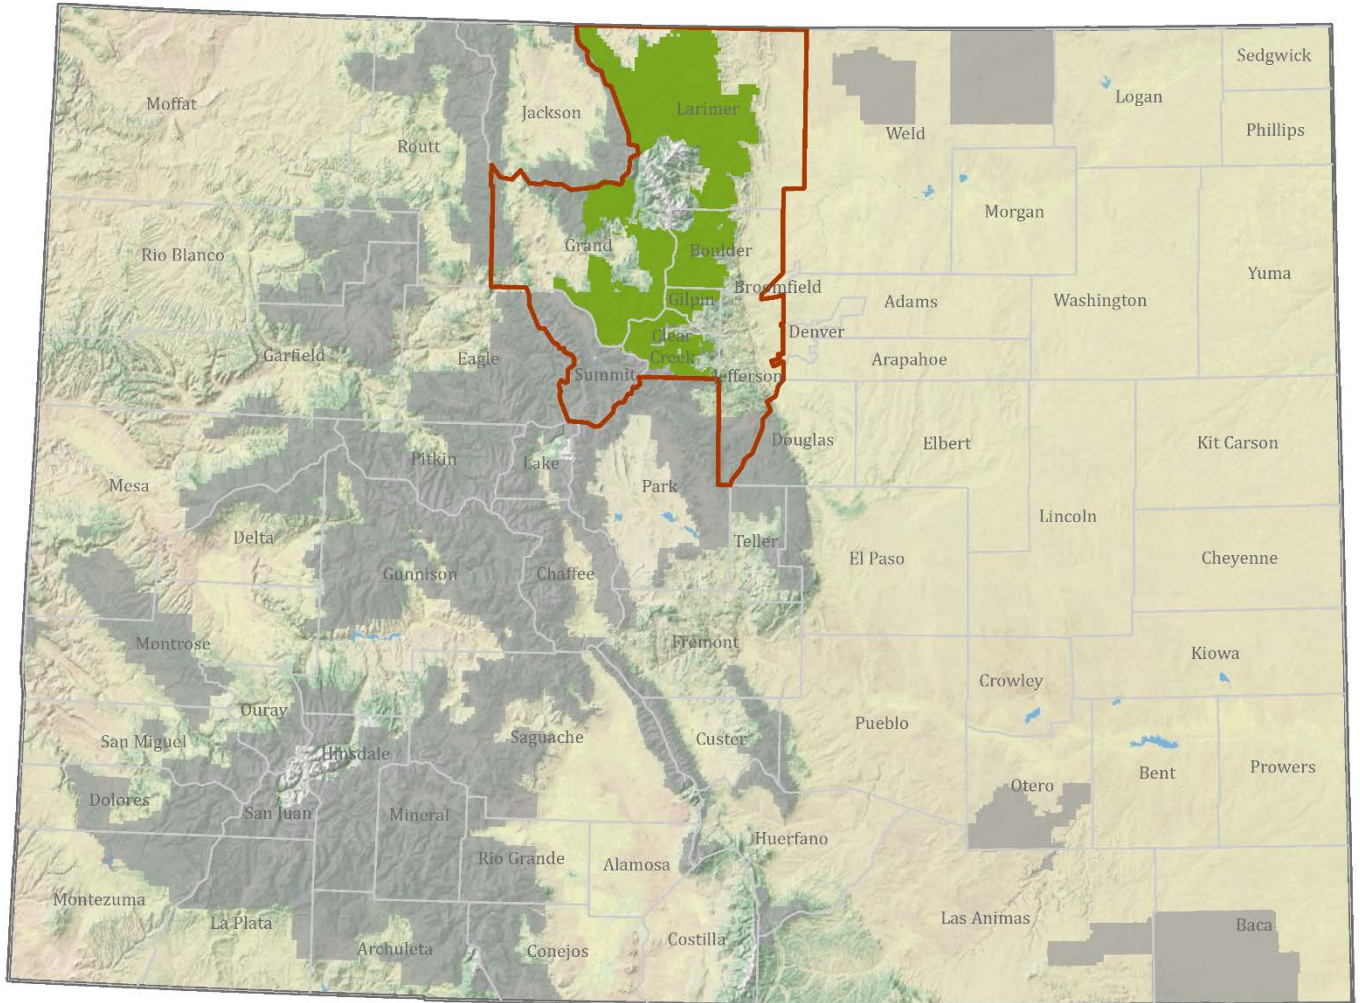 Sedgwick
Moffat
Jackson
Larimer
Logan
Weld
Phillips
Routt
Morgan
Rio Blanco
Grand
Boulder
Yuma
Broomfield
Gilpin
Adams
Washington
Clear
Creek
Denver
Garfield
Eagle
Arapahoe
Summit
Jefferson
Douglas
Elbert
Kit Carson
Pitkin
Lake
Mesa
Park
Lincoln
Delta
Teller
El Paso
Cheyenne
Gunnison
Chaffee
Montrose
Fremont
Kiowa
Crowley
Ouray
Pueblo
San Miguel
Hinsdale
Saguache
Custer
Bent
Prowers
Otero
Dolores
San Juan
Mineral
Huerfano
Rio Grande
Alamosa
Montezuma
La Plata
Las Animas
Baca
Archuleta
Conejos
Costilla